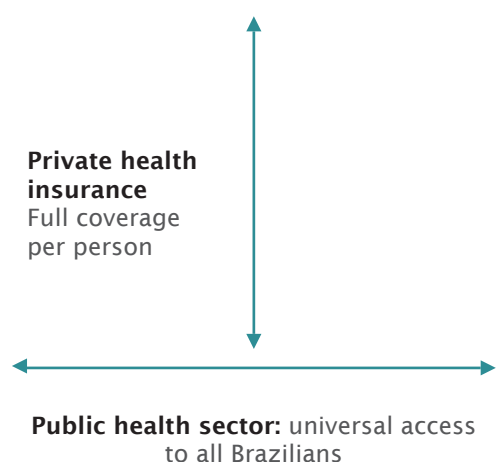 Private health
insurance
Full coverage
per person
Public health sector: universal access
to all Brazilians